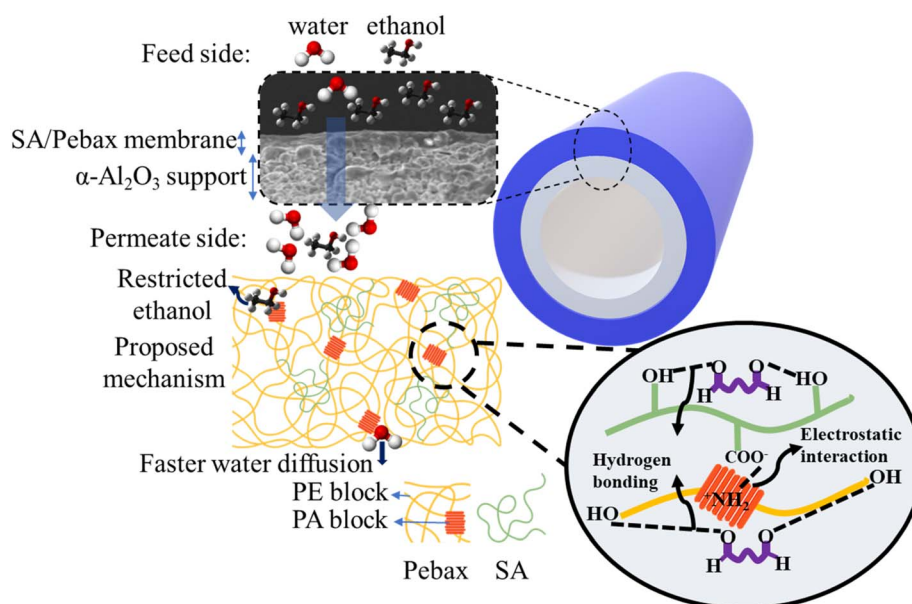 water ethanol
Feed side:
SA/Pebax membrane
α-Al₂O₃ support
Permeate side:
Restricted
ethanol
Proposed
mechanism
Faster water diffusion
PE block
PA block
Pebax SA
OH O O HO
H H
COO⁻
Electrostatic
interaction
Hydrogen
bonding
⁺NH₂
OH
HO
O O
H H